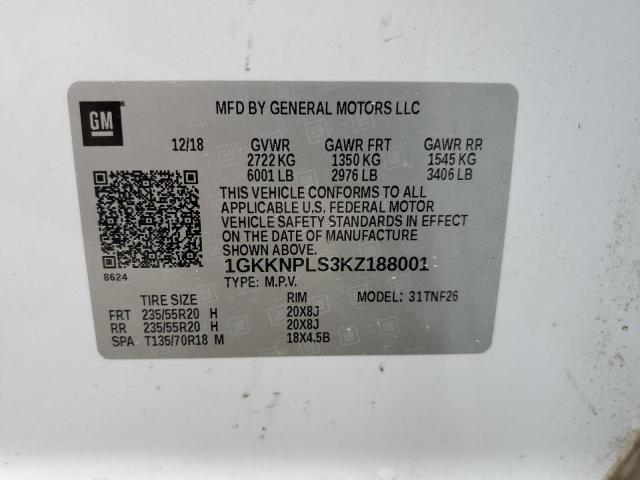 GM
MFD BY GENERAL MOTORS LLC
12/18 GVWR GAWR FRT GAWR RR
2722 KG 1350 KG 1545 KG
6001 LB 2976 LB 3406 LB
THIS VEHICLE CONFORMS TO ALL
APPLICABLE U.S. FEDERAL MOTOR
VEHICLE SAFETY STANDARDS IN EFFECT
ON THE DATE OF MANUFACTURE
SHOWN ABOVE.
8624
1GKKNPLS3KZ188001
TYPE: M.P.V. MODEL: 31TNF26
TIRE SIZE RIM
FRT 235/55R20 H 20X8J
RR 235/55R20 H 20X8J
SPA T135/70R18 M 18X4.5B